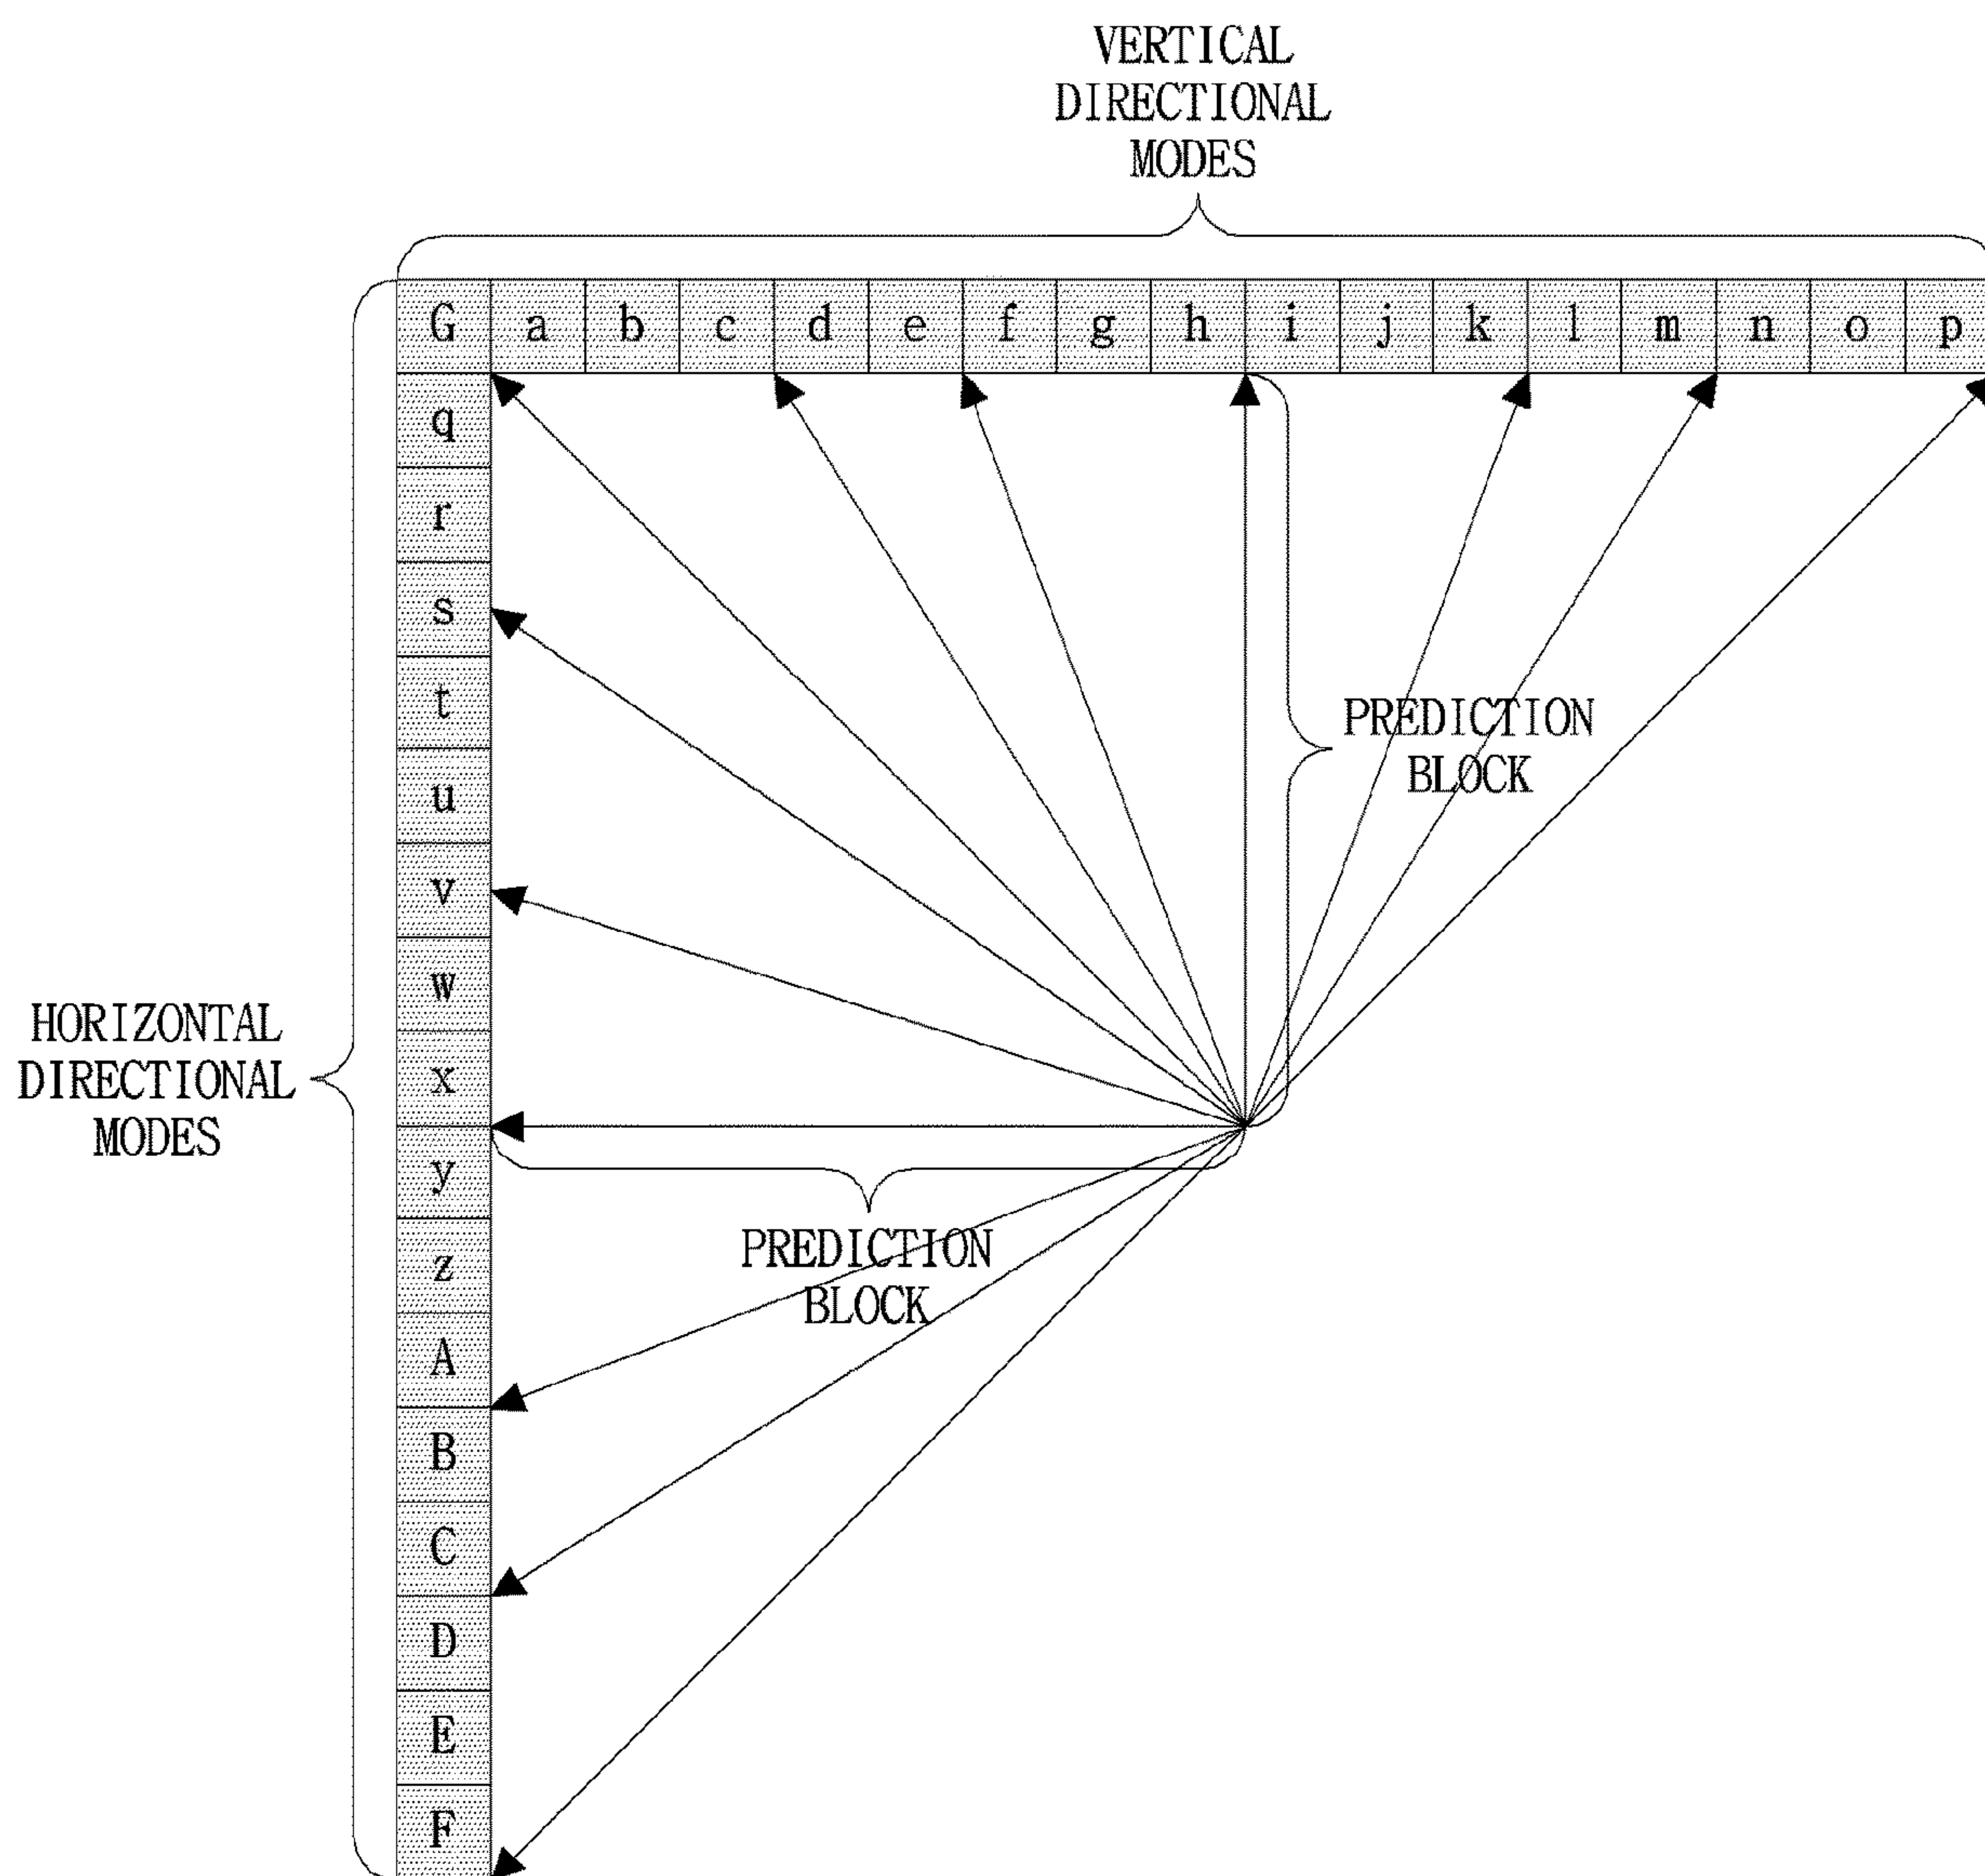 VERTICAL
DIRECTIONAL
MODES
G a b c d e f g h i j k l m n o p
q
r
s
t
u
v
w
x
y
z
A
B
C
D
E
F
PREDICTION
BLOCK
HORIZONTAL
DIRECTIONAL
MODES
PREDICTION
BLOCK